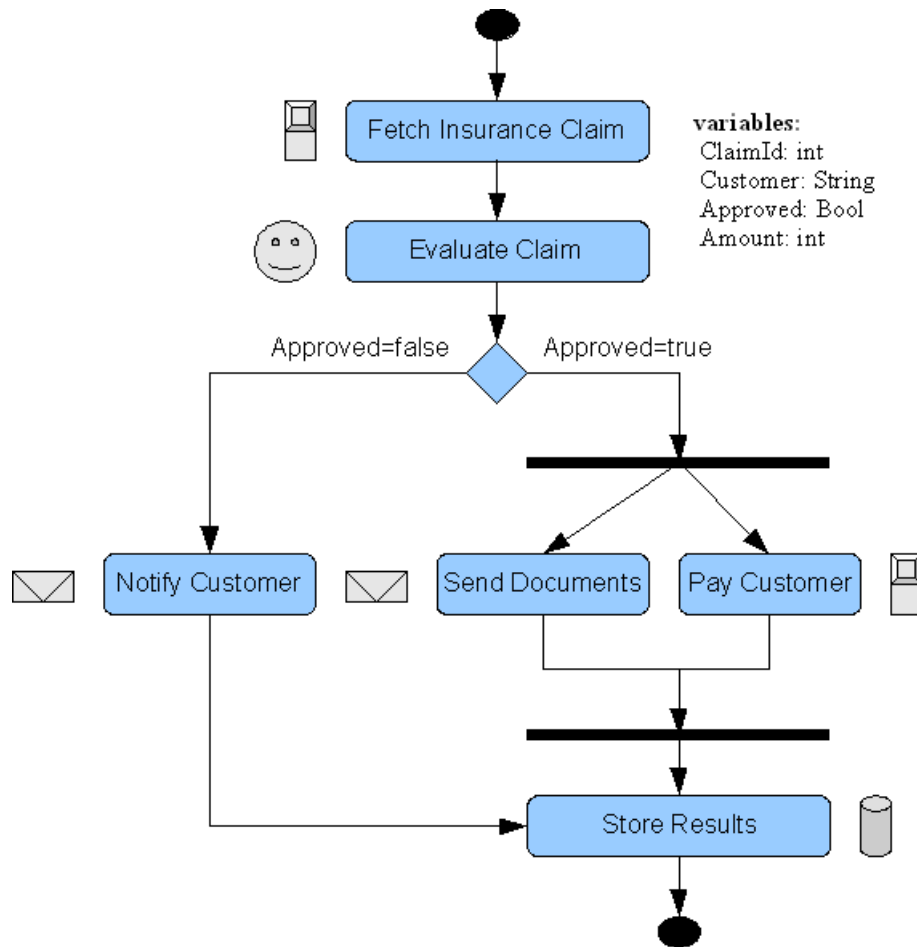 Fetch Insurance Claim
variables:
ClaimId: int
Customer: String
Approved: Bool
Amount: int
Evaluate Claim
Approved=false
Approved=true
Notify Customer
Send Documents
Pay Customer
Store Results